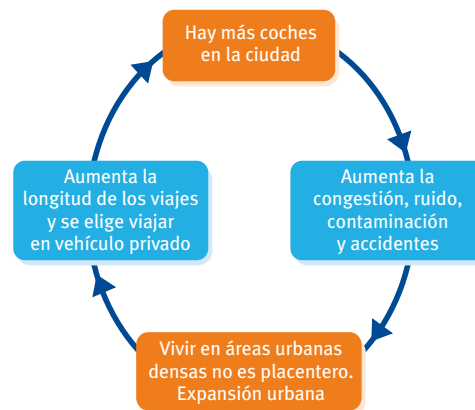 Hay más coches
en la ciudad
Aumenta la
congestión, ruido,
contaminación
y accidentes
Vivir en áreas urbanas
densas no es placentero.
Expansión urbana
Aumenta la
longitud de los viajes
y se elige viajar
en vehículo privado